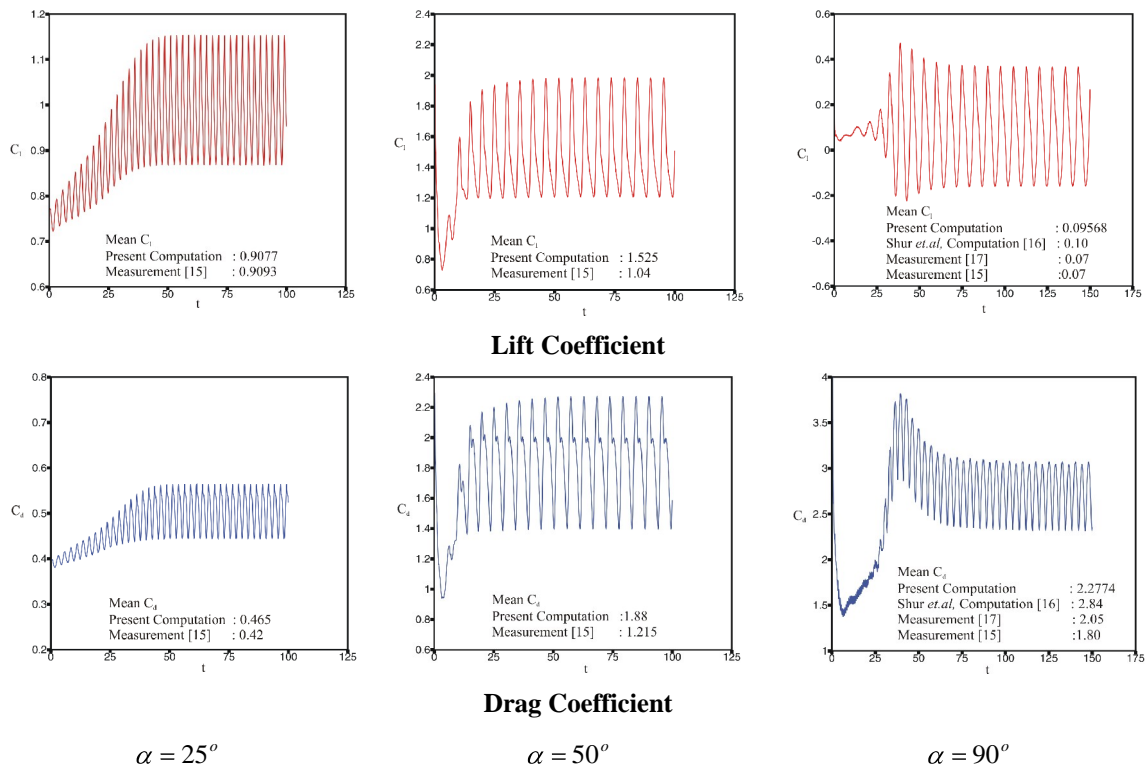 1.2
1.1
1
0.9
0.8
0.7
0.6
C₁
0 25 50 75 100 125
t
Mean C₁
Present Computation : 0.9077
Measurement [15] : 0.9093
2.4
2.2
2
1.8
1.6
1.4
1.2
1
0.8
0.6
C₁
0 25 50 75 100 125
t
Mean C₁
Present Computation : 1.525
Measurement [15] : 1.04
0.6
0.4
0.2
0
-0.2
-0.4
-0.6
C₁
0 25 50 75 100 125 150 175
t
Mean C₁
Present Computation : 0.09568
Shur et.al, Computation [16] : 0.10
Measurement [17] : 0.07
Measurement [15] :0.07
Lift Coefficient
0.8
0.7
0.6
0.5
0.4
0.3
0.2
C_d
0 25 50 75 100 125
t
Mean C_d
Present Computation : 0.465
Measurement [15] : 0.42
2.4
2.2
2
1.8
1.6
1.4
1.2
1
0.8
0.6
C_d
0 25 50 75 100 125
t
Mean C_d
Present Computation :1.88
Measurement [15] : 1.215
4
3.5
3
2.5
2
1.5
1
C_d
0 25 50 75 100 125 150 175
t
Mean C_d
Present Computation : 2.2774
Shur et.al, Computation [16] : 2.84
Measurement [17] : 2.05
Measurement [15] :1.80
Drag Coefficient
α = 25° α = 50° α = 90°